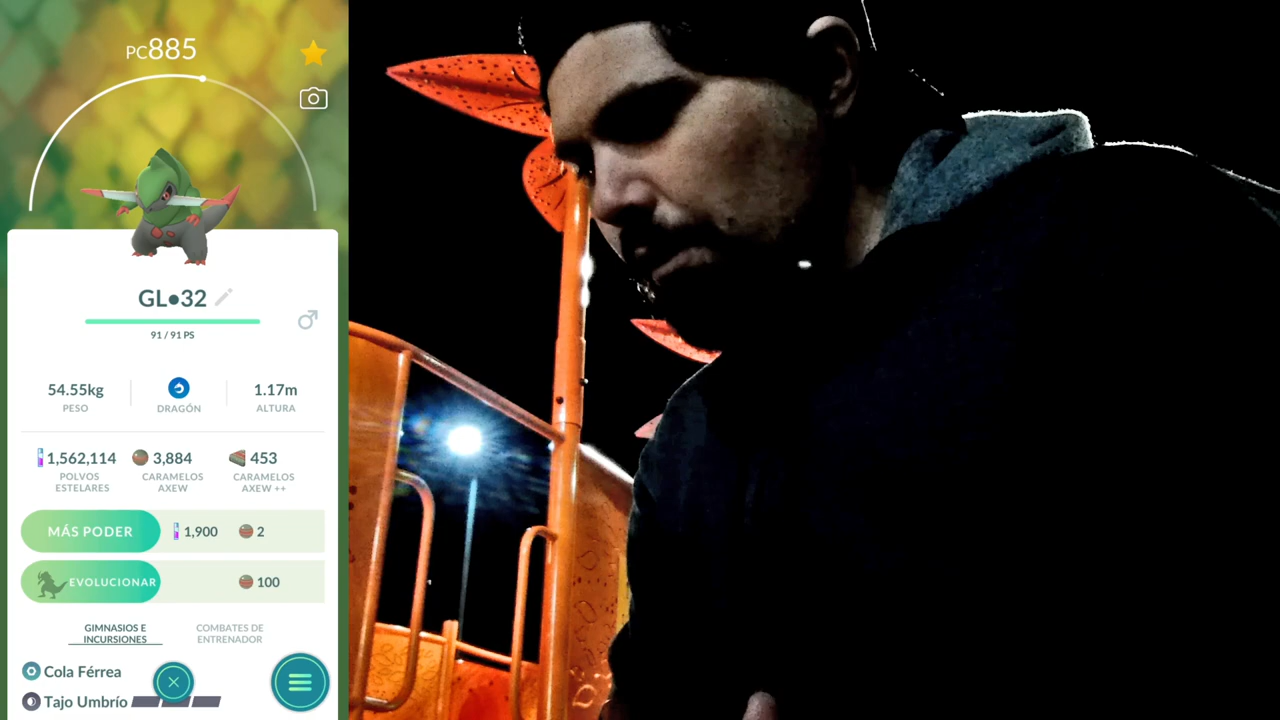 PC885
GL●32
91 / 91 PS
54.55kg
PESO
DRAGÓN
1.17m
ALTURA
1,562,114
POLVOS
ESTELARES
3,884
CARAMELOS
AXEW
453
CARAMELOS
AXEW ++
MÁS PODER
1,900
2
EVOLUCIONAR
100
GIMNASIOS E
INCURSIONES
COMBATES DE
ENTRENADOR
Cola Férrea
Tajo Umbrío